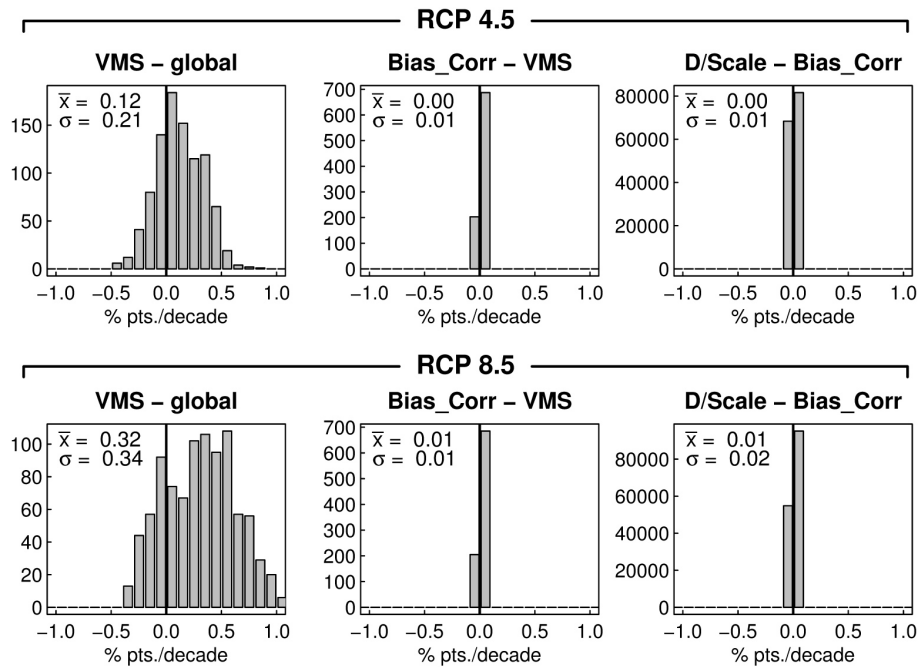 RCP 4.5
VMS – global
Bias_Corr – VMS
D/Scale – Bias_Corr
x̅ = 0.12
σ = 0.21
150
100
50
0
−1.0 −0.5 0.0 0.5 1.0
% pts./decade
x̅ = 0.00
σ = 0.01
700
600
500
400
300
200
100
0
−1.0 −0.5 0.0 0.5 1.0
% pts./decade
x̅ = 0.00
σ = 0.01
80000
60000
40000
20000
0
−1.0 −0.5 0.0 0.5 1.0
% pts./decade
RCP 8.5
VMS – global
Bias_Corr – VMS
D/Scale – Bias_Corr
x̅ = 0.32
σ = 0.34
100
80
60
40
20
0
−1.0 −0.5 0.0 0.5 1.0
% pts./decade
x̅ = 0.01
σ = 0.01
700
600
500
400
300
200
100
0
−1.0 −0.5 0.0 0.5 1.0
% pts./decade
x̅ = 0.01
σ = 0.02
80000
60000
40000
20000
0
−1.0 −0.5 0.0 0.5 1.0
% pts./decade